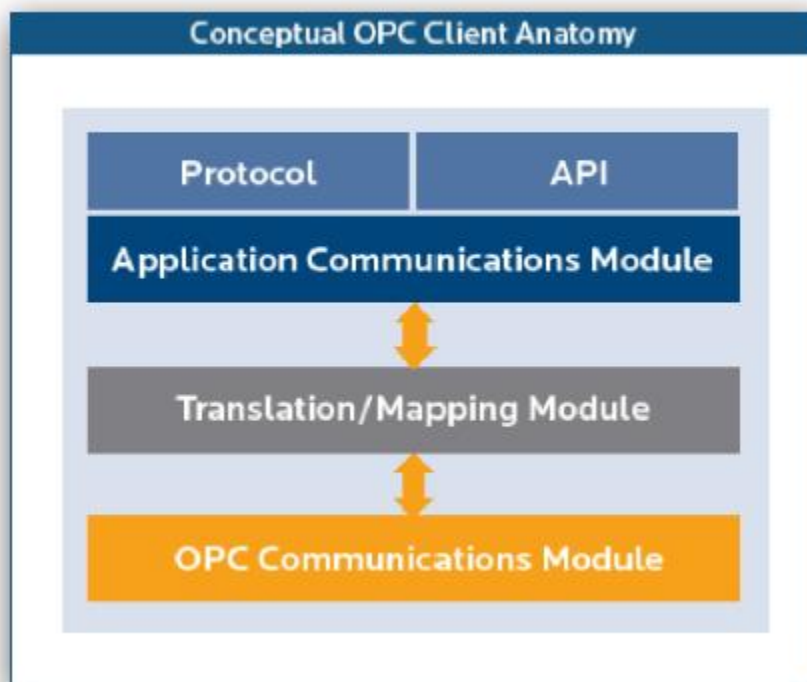 Conceptual OPC Client Anatomy
Protocol
API
Application Communications Module
Translation/Mapping Module
OPC Communications Module